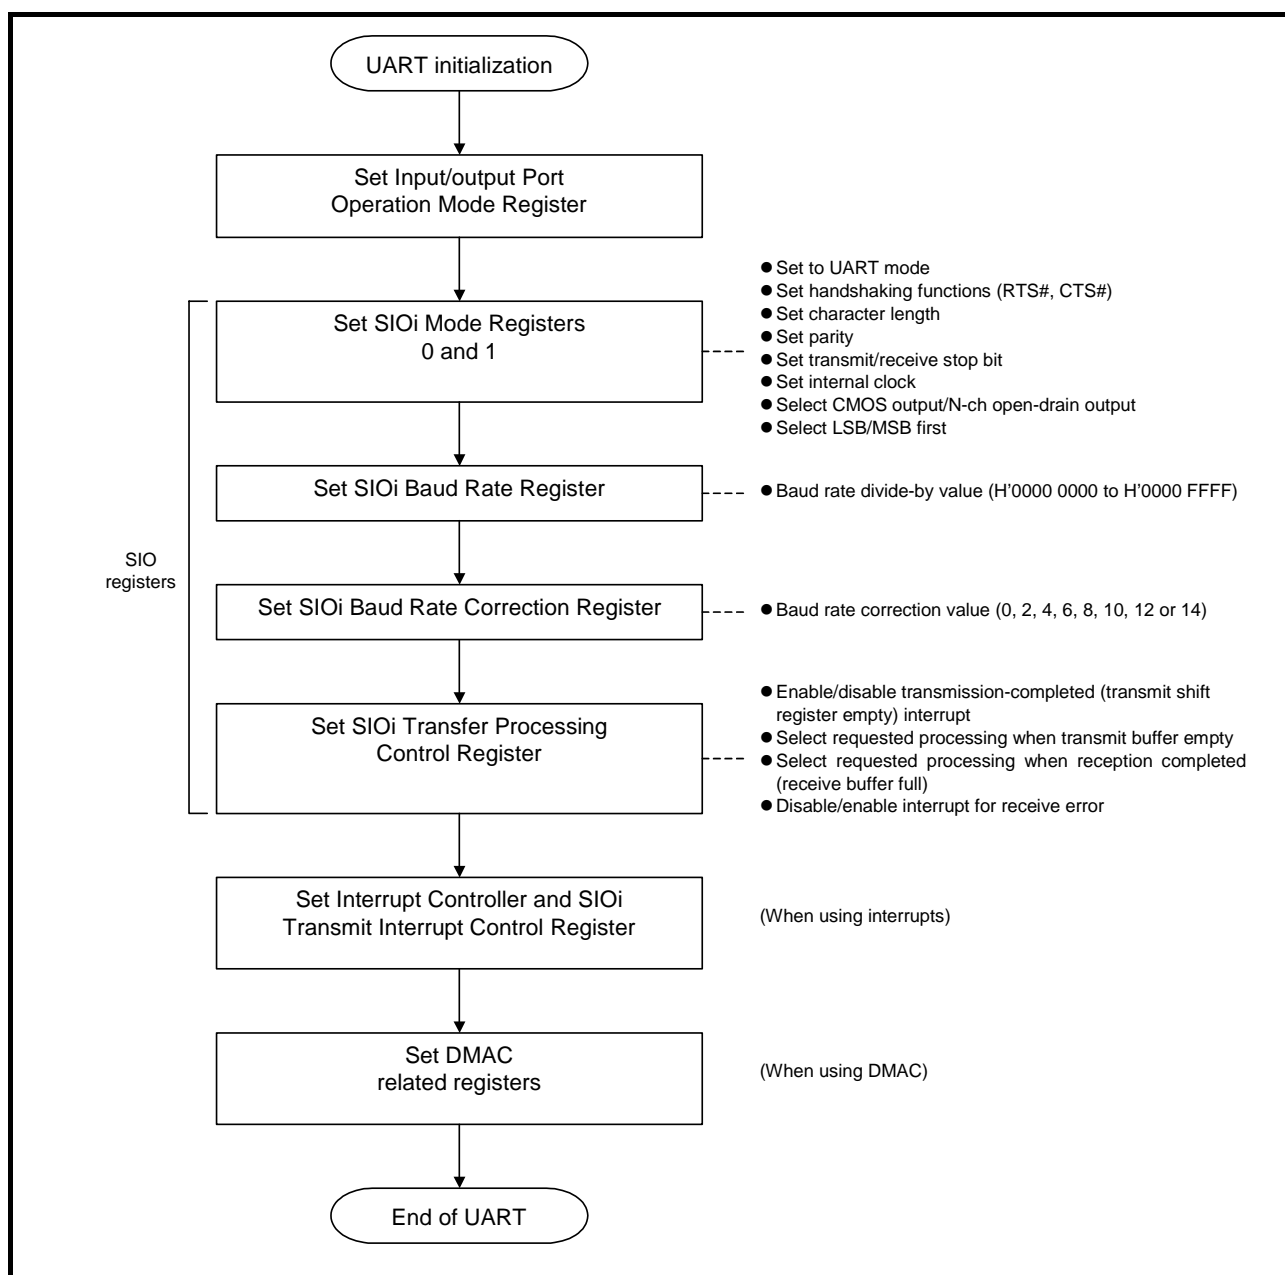 UART initialization
Set Input/output Port
Operation Mode Register
Set SIOi Mode Registers
0 and 1
● Set to UART mode
● Set handshaking functions (RTS#, CTS#)
● Set character length
● Set parity
● Set transmit/receive stop bit
● Set internal clock
● Select CMOS output/N-ch open-drain output
● Select LSB/MSB first
Set SIOi Baud Rate Register
● Baud rate divide-by value (H'0000 0000 to H'0000 FFFF)
SIO
registers
Set SIOi Baud Rate Correction Register
● Baud rate correction value (0, 2, 4, 6, 8, 10, 12 or 14)
Set SIOi Transfer Processing
Control Register
● Enable/disable transmission-completed (transmit shift
register empty) interrupt
● Select requested processing when transmit buffer empty
● Select requested processing when reception completed
(receive buffer full)
● Disable/enable interrupt for receive error
Set Interrupt Controller and SIOi
Transmit Interrupt Control Register
(When using interrupts)
Set DMAC
related registers
(When using DMAC)
End of UART